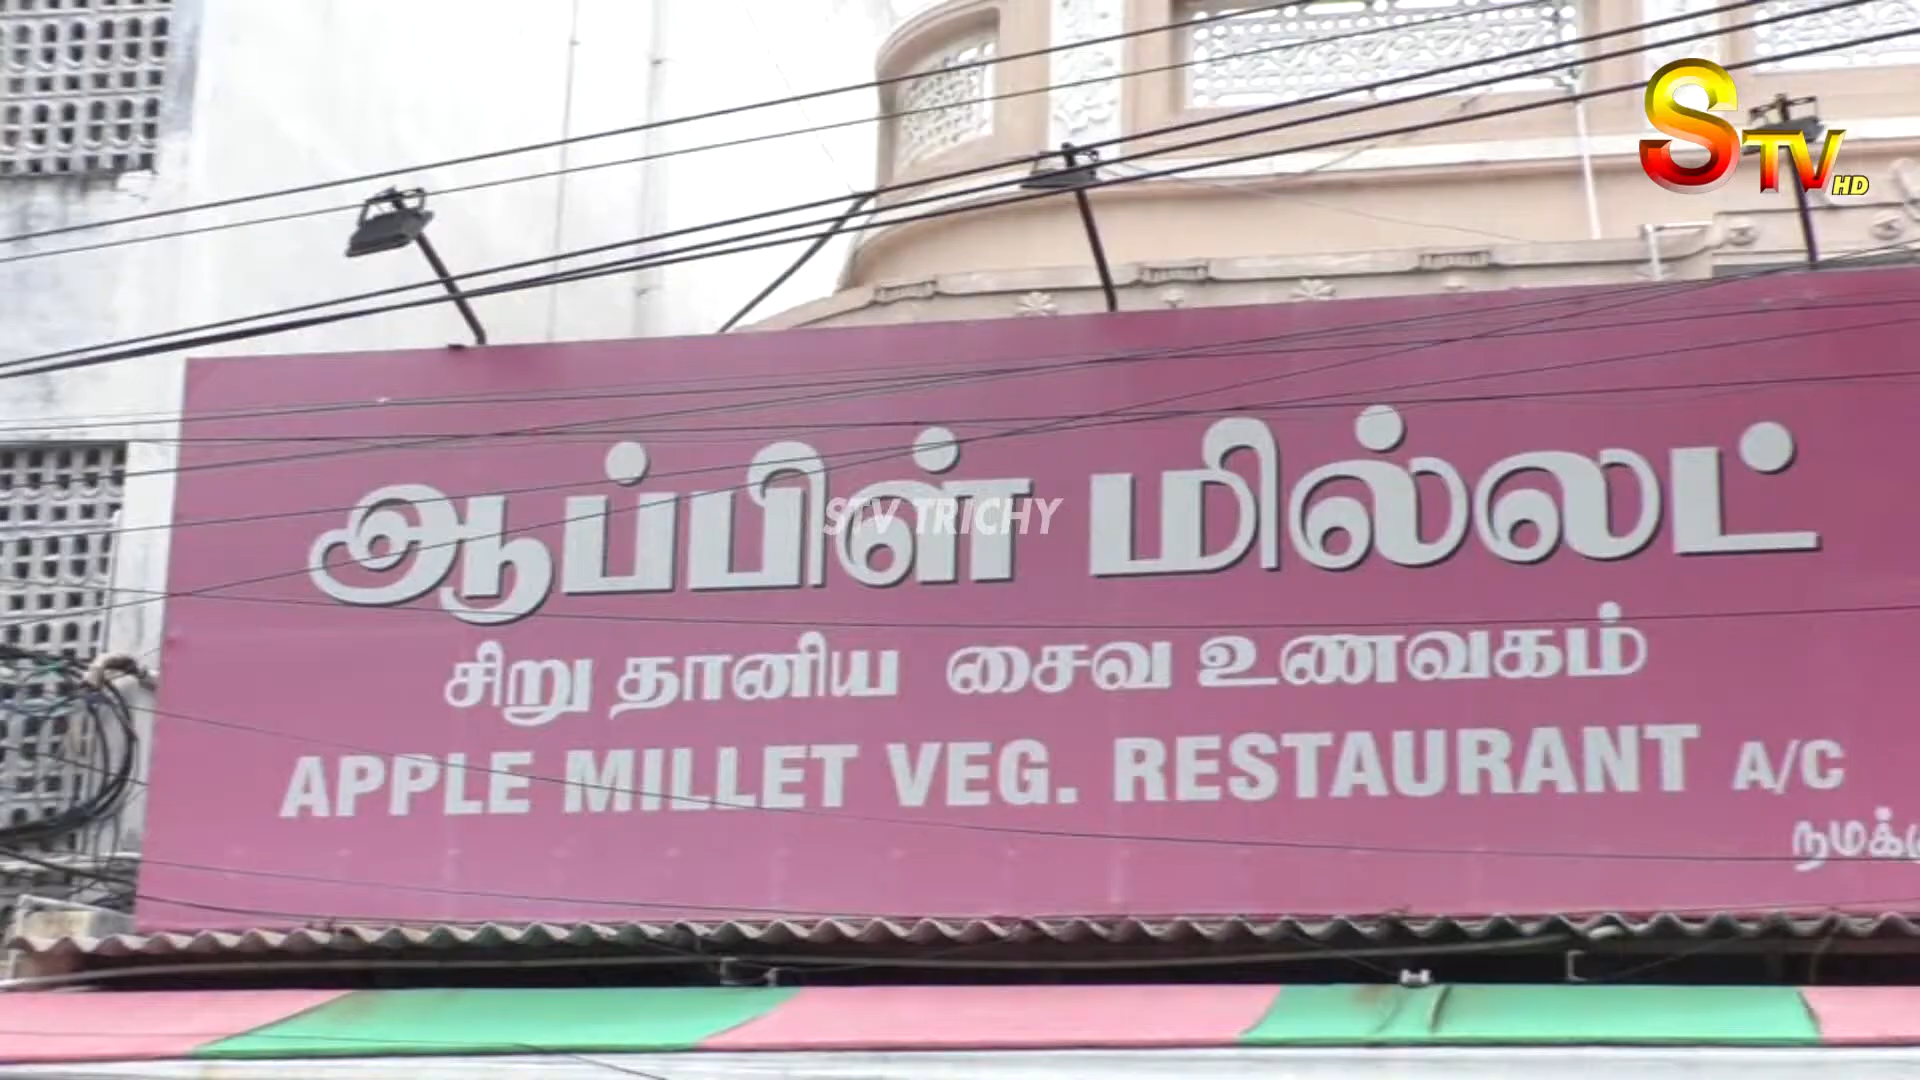 STV HD
ஆப்பிள் மில்லட்
STV TRICHY
சிறு தானிய சைவ உணவகம்
APPLE MILLET VEG. RESTAURANT A/C